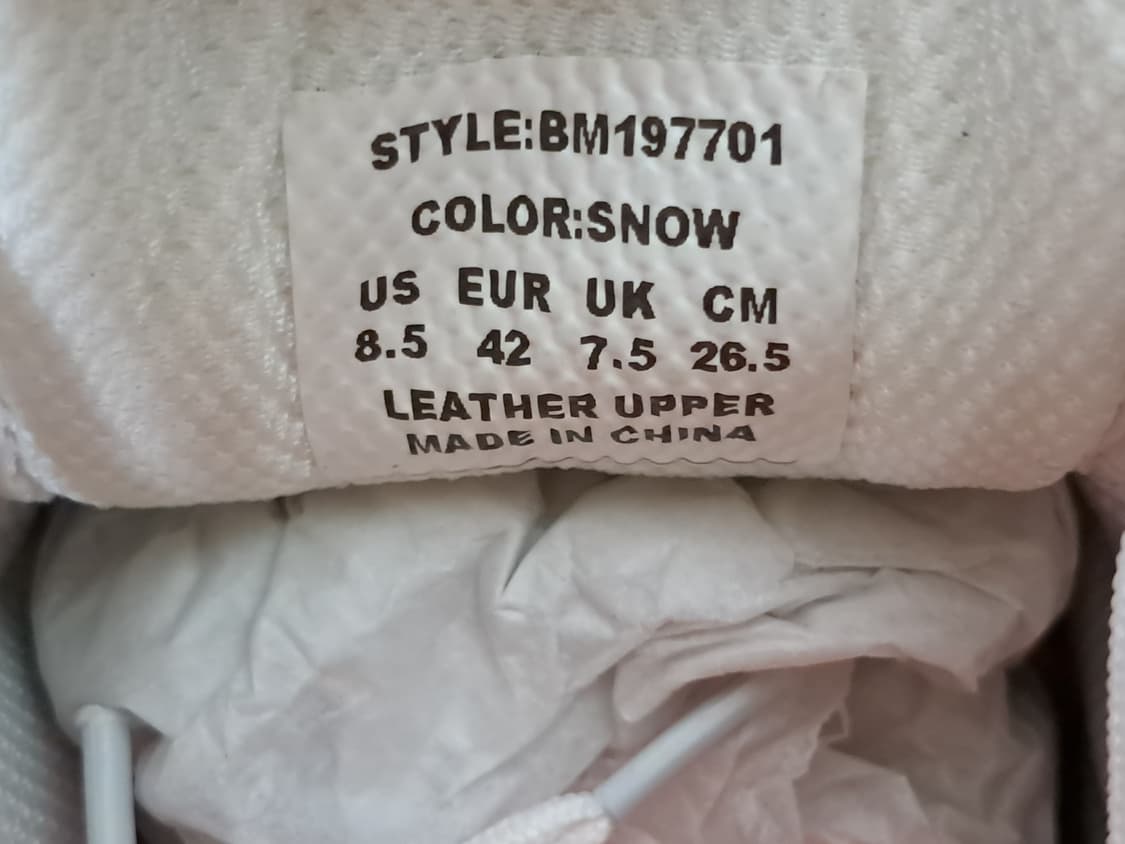 STYLE:BM197701
COLOR:SNOW
US EUR UK CM
8.5 42 7.5 26.5
LEATHER UPPER
MADE IN CHINA